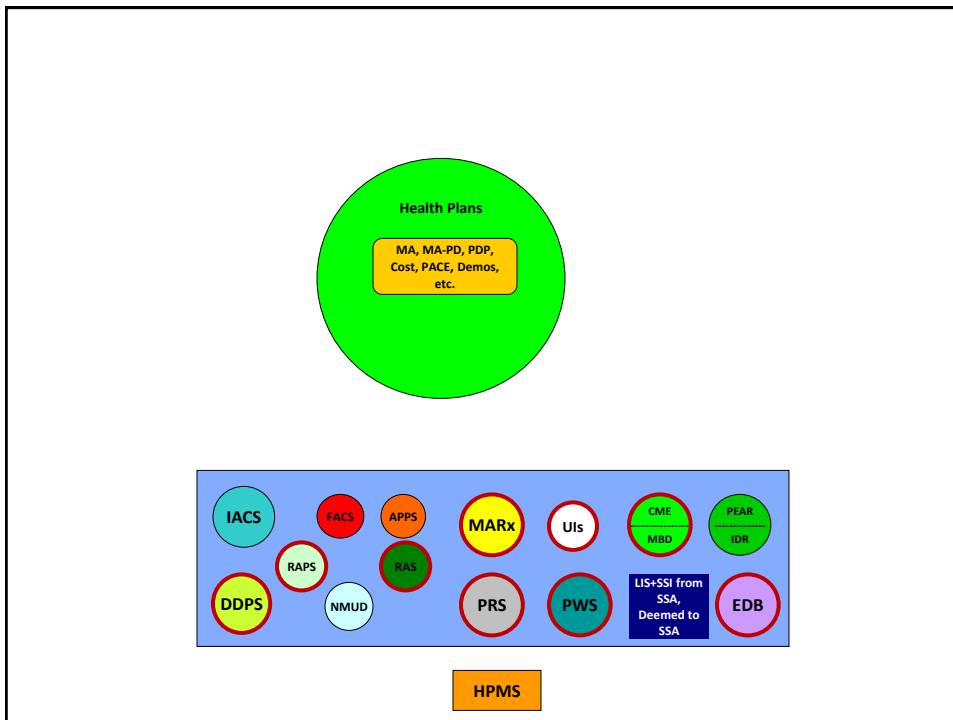 Health Plans
MA, MA-PD, PDP,
Cost, PACE, Demos,
etc.
IACS
FACS
APPS
MARx
UIs
CME
MBD
PEAR
IDR
RAPS
RAS
DDPS
NMUD
PRS
PWS
LIS+SSI from
SSA,
Deemed to
SSA
EDB
HPMS